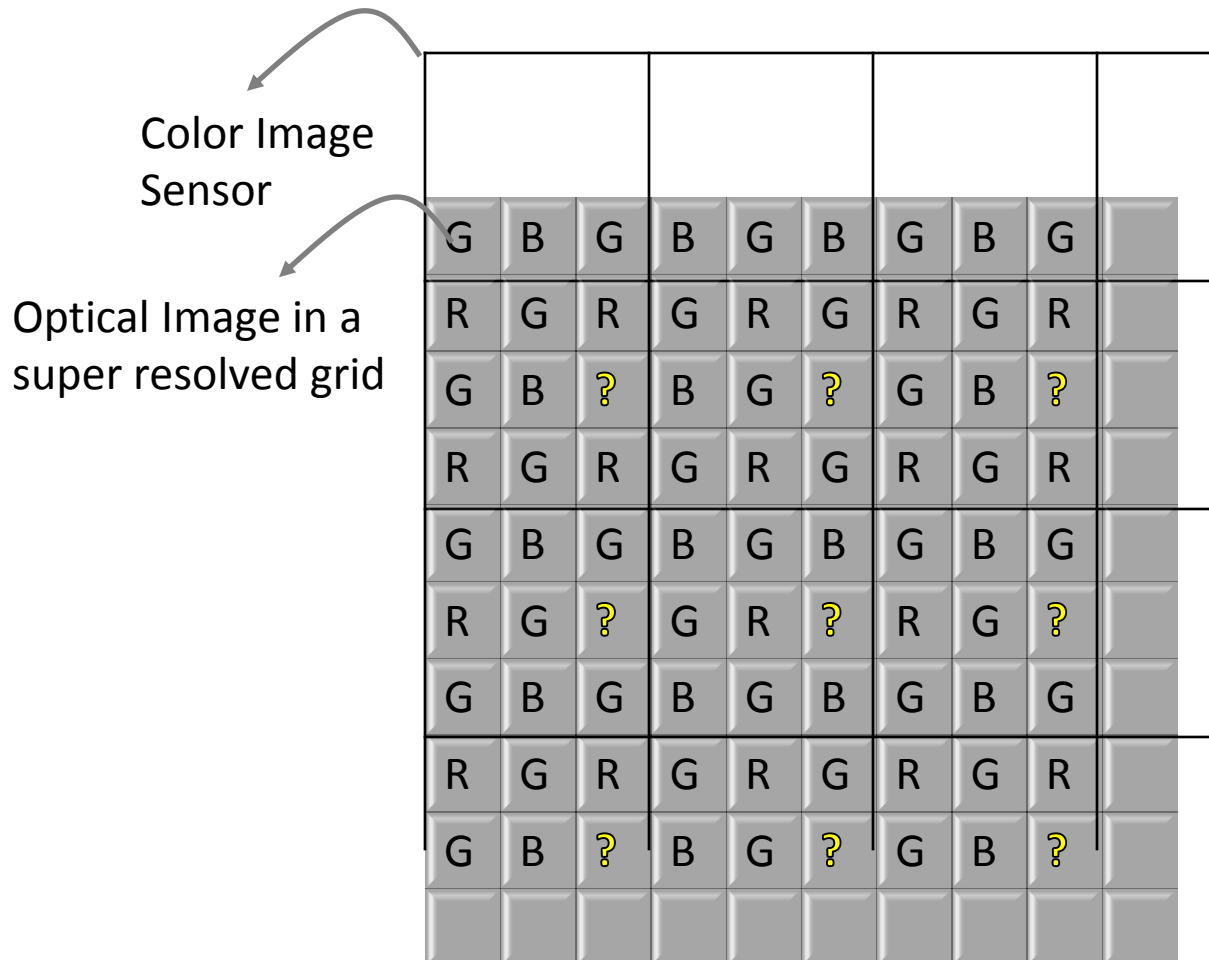 Color Image
Sensor
Optical Image in a
super resolved grid
G B G B G B G B G
R G R G R G R G R
G B ? B G ? G B ?
R G R G R G R G R
G B G B G B G B G
R G ? G R ? R G ?
G B G B G B G B G
R G R G R G R G R
G B ? B G ? G B ?